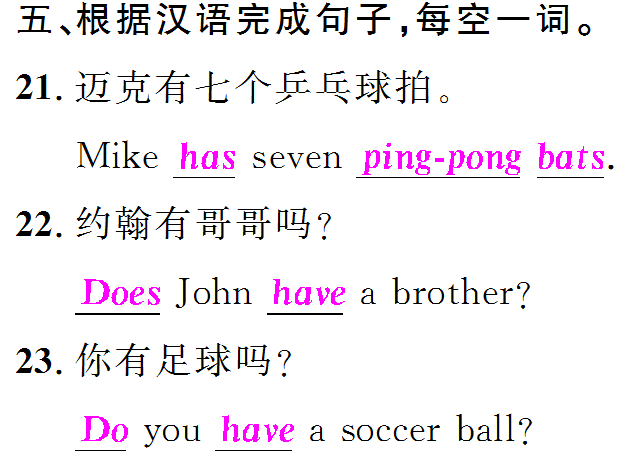 五、根据汉语完成句子,每空一词。
21. 迈克有七个乒乓球拍。
Mike has seven ping-pong bats.
22. 约翰有哥哥吗?
Does John have a brother?
23. 你有足球吗?
Do you have a soccer ball?